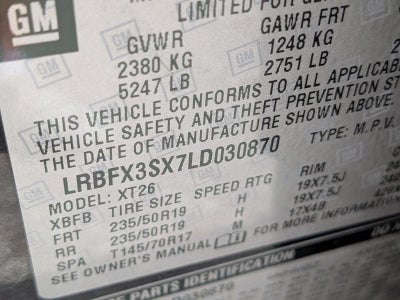 GM
LIMITED FOR
GVWR GAWR FRT
2380 KG 1248 KG
5247 LB 2751 LB
THIS VEHICLE CONFORMS TO ALL APPLICAB
VEHICLE SAFETY AND THEFT PREVENTION ST
THE DATE OF MANUFACTURE SHOWN ABOVE.
LRBFX3SX7LD030870 TYPE: M.P.V.
MODEL: XT26
XBFB TIRE SIZE SPEED RTG RIM
FRT 235/50R19 H 19X7.5J
RR 235/50R19 H 19X7.5J
SPA T145/70R17 M 17X4B
SEE OWNER'S MANUAL FOR MORE INFORMATION
PARTS IDENTIFICATION